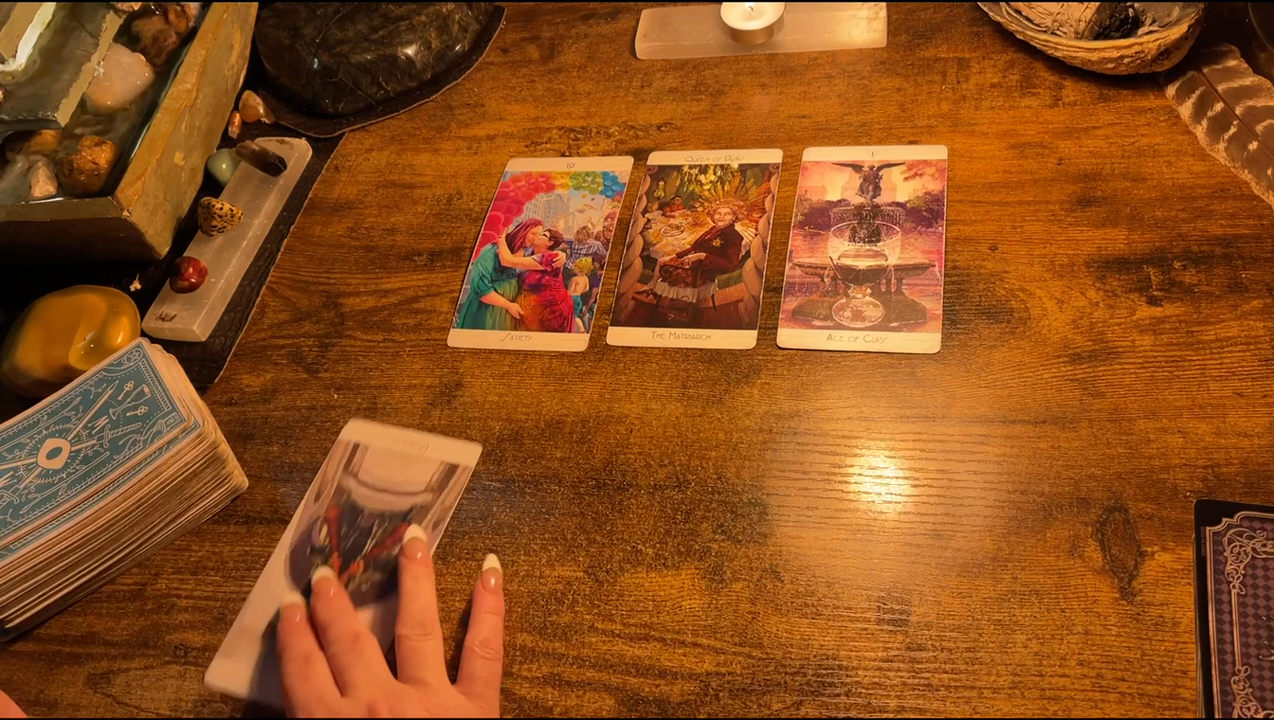 10
Satiety
Queen of Pents
The Matriarch
1
Ace of Cups